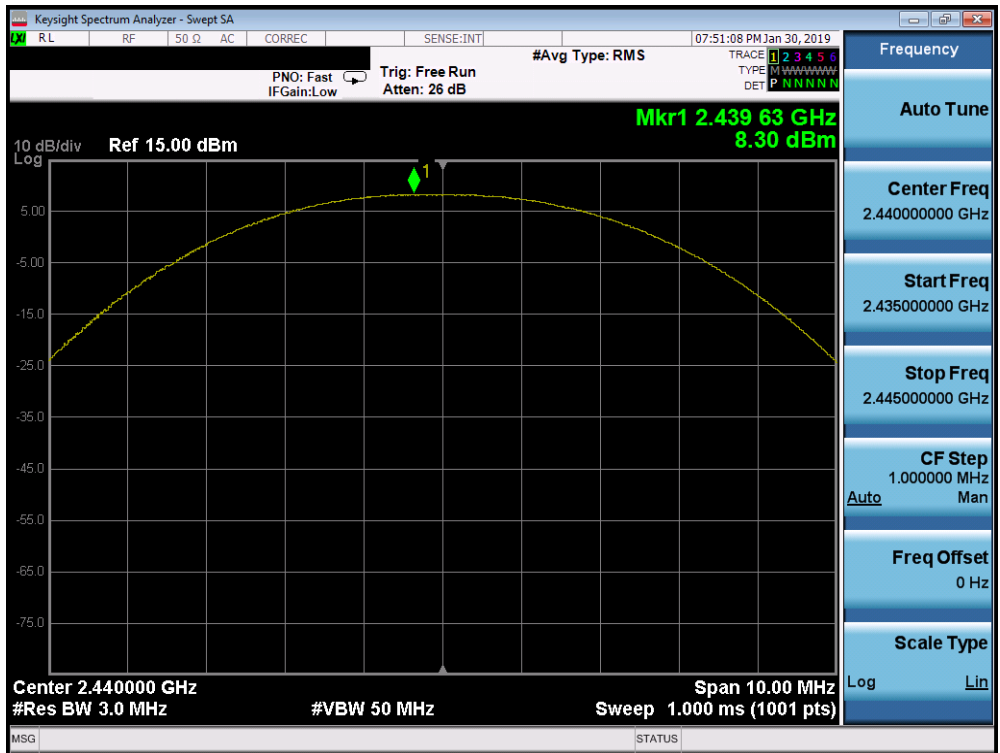 Keysight Spectrum Analyzer - Swept SA
LXI RL RF 50 Ω AC CORREC SENSE:INT 07:51:08 PM Jan 30, 2019
#Avg Type: RMS
TRACE 1 2 3 4 5 6
PNO: Fast Trig: Free Run
TYPE M W W W W W
IFGain:Low Atten: 26 dB
DET P N N N N N
Mkr1 2.439 63 GHz
8.30 dBm
10 dB/div Ref 15.00 dBm
Log
1
5.00
-5.00
-15.0
-25.0
-35.0
-45.0
-55.0
-65.0
-75.0
Center 2.440000 GHz Span 10.00 MHz
#Res BW 3.0 MHz #VBW 50 MHz Sweep 1.000 ms (1001 pts)
MSG STATUS
Frequency
Auto Tune
Center Freq
2.440000000 GHz
Start Freq
2.435000000 GHz
Stop Freq
2.445000000 GHz
CF Step
1.000000 MHz
Auto Man
Freq Offset
0 Hz
Scale Type
Log Lin